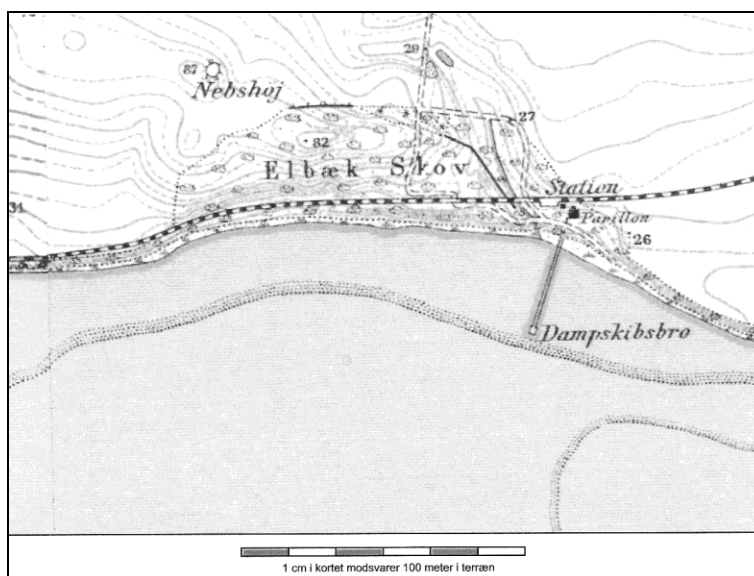 29
87
Nebshøj
27
82
Elbæk Skov
Station
Pavillon
31
26
Dampskibsbro
1 cm i kortet modsvarer 100 meter i terræn